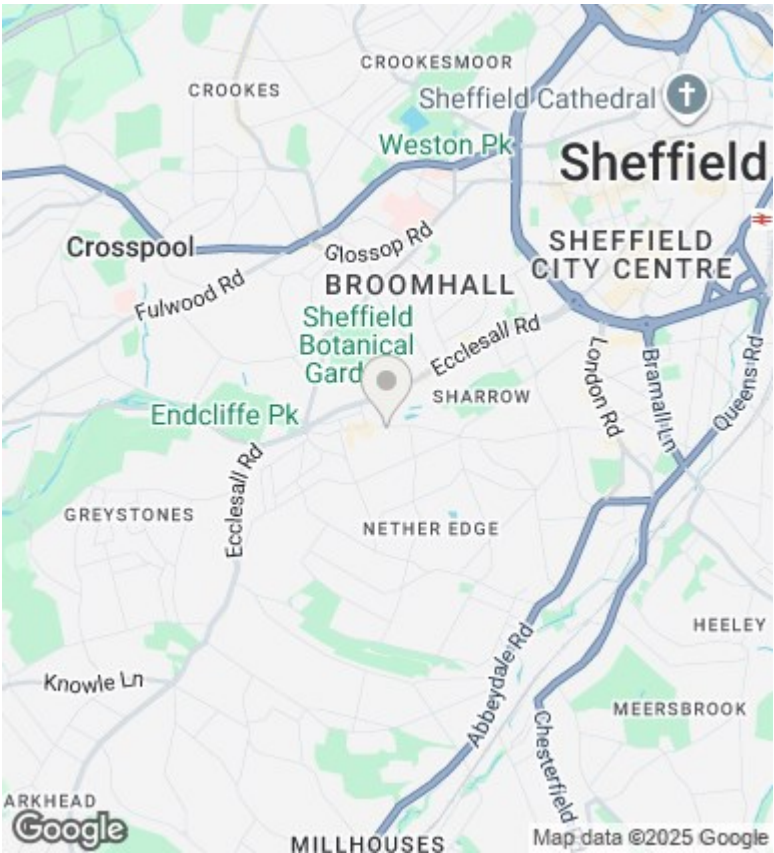 CROOKESMOOR
CROOKES
Sheffield Cathedral
Weston Pk
Sheffield
Crosspool
Glossop Rd
SHEFFIELD
CITY CENTRE
BROOMHALL
Fulwood Rd
Sheffield
Botanical
Gard
Ecclesall Rd
SHARROW
London Rd
Bramall Ln
Queens Rd
Endcliffe Pk
Ecclesall Rd
GREYSTONES
NETHER EDGE
HEELEY
Knowle Ln
Abbeydale Rd
MEERSBROOK
Chesterfield
ARKHEAD
Google
MILLHOUSES
Map data ©2025 Google